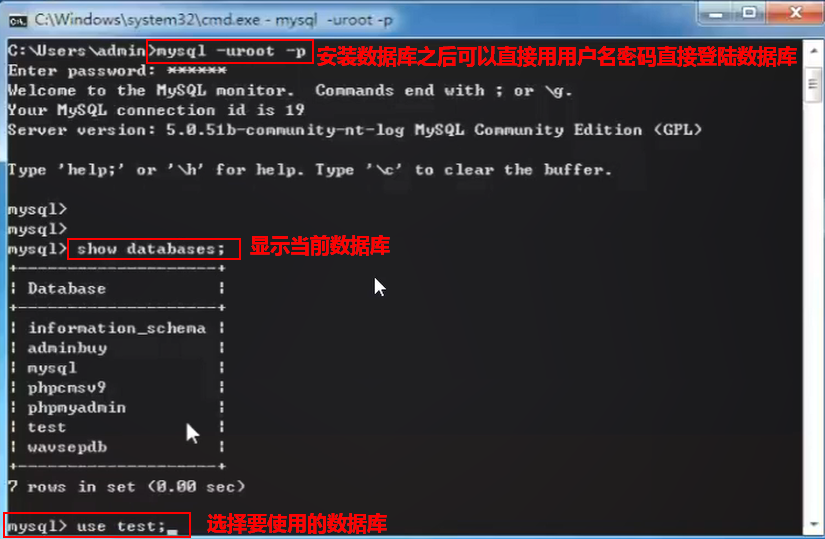 C:\Windows\system32\cmd.exe - mysql -uroot -p
C:\Users\admin>mysql -uroot -p 安装数据库之后可以直接用用户名密码直接登陆数据库
Enter password: ******
Welcome to the MySQL monitor.  Commands end with ; or \g.
Your MySQL connection id is 19
Server version: 5.0.51b-community-nt-log MySQL Community Edition (GPL)
Type 'help;' or '\h' for help. Type '\c' to clear the buffer.
mysql>
mysql>
mysql> show databases; 显示当前数据库
+--------------------+
| Database           |
+--------------------+
| information_schema |
| adminbuy           |
| mysql              |
| phpcmsv9           |
| phpmyadmin         |
| test               |
| wavsepdb           |
+--------------------+
7 rows in set (0.00 sec)
mysql> use test;_ 选择要使用的数据库